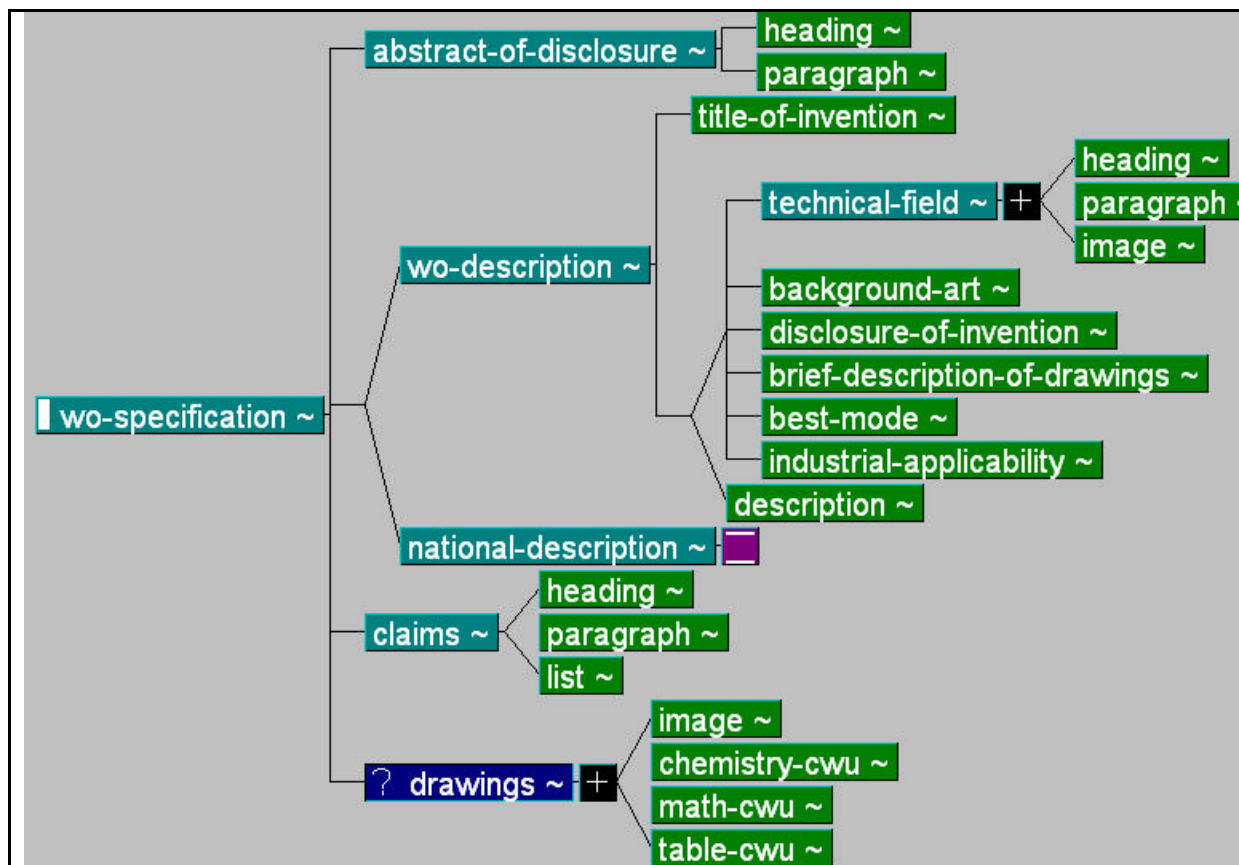 heading ~
abstract-of-disclosure ~
paragraph ~
title-of-invention ~
heading ~
technical-field ~ +
paragraph ~
image ~
wo-description ~
background-art ~
disclosure-of-invention ~
brief-description-of-drawings ~
wo-specification ~
best-mode ~
industrial-applicability ~
description ~
national-description ~
heading ~
claims ~
paragraph ~
list ~
image ~
chemistry-cwu ~
? drawings ~ +
math-cwu ~
table-cwu ~